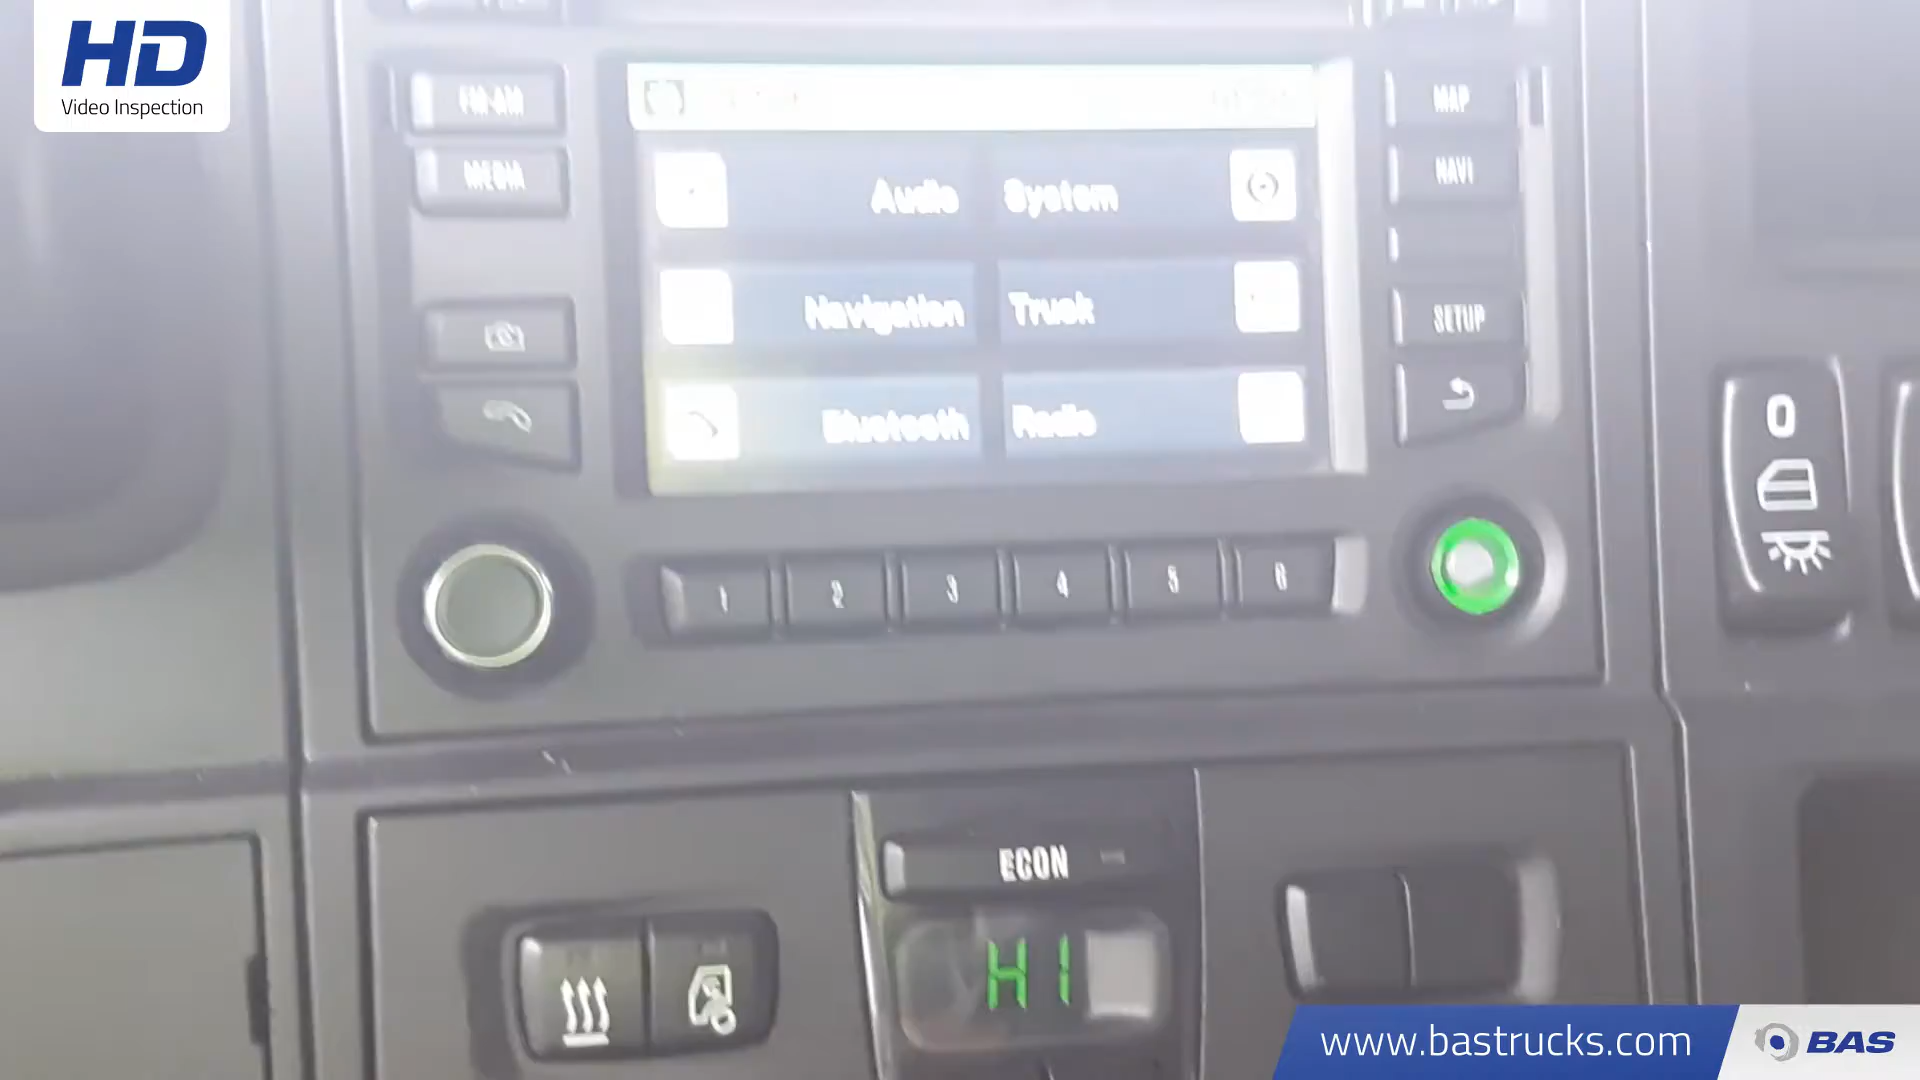 HD
Video Inspection
FM-AM
MEDIA
MAP
NAVI
SETUP
Audio
System
Navigation
Truck
Bluetooth
Radio
1
2
3
4
5
6
0
ECON
HI
www.bastrucks.com
BAS